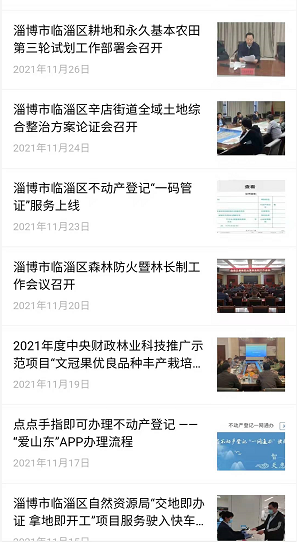 淄博市临淄区耕地和永久基本农田
第三轮试划工作部署会召开
2021年11月26日
淄博市临淄区辛店街道全域土地综
合整治方案论证会召开
2021年11月24日
淄博市临淄区不动产登记“一码管
证”服务上线
2021年11月23日
淄博市临淄区森林防火暨林长制工
作会议召开
2021年11月20日
2021年度中央财政林业科技推广示
范项目“文冠果优良品种丰产栽培...
2021年11月19日
点点手指即可办理不动产登记 ——
“爱山东”APP办理流程
2021年11月17日
不动产登记一网通办
淄博市临淄区自然资源局“交地即办
证 拿地即开工”项目服务驶入快车...
2021年11月15日